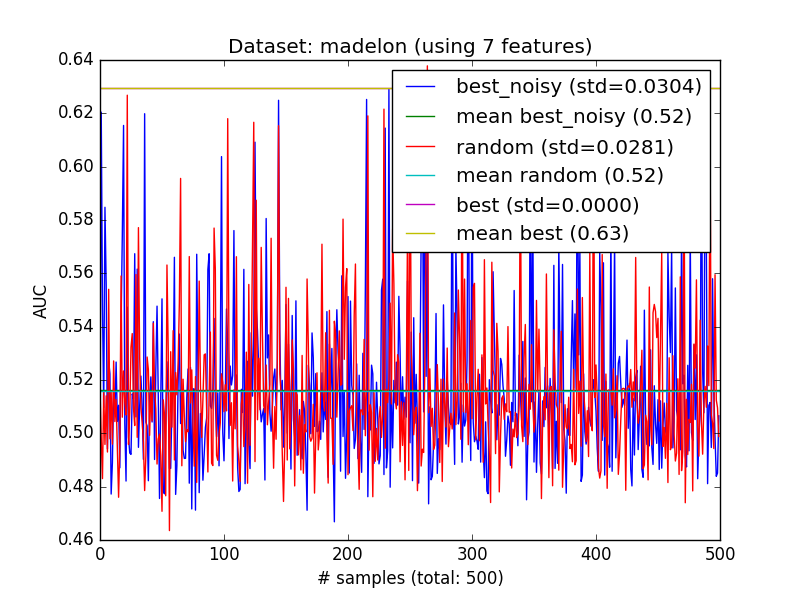 Dataset: madelon (using 7 features)
0.64
0.62
0.60
0.58
0.56
0.54
0.52
0.50
0.48
0.46
AUC
best_noisy (std=0.0304)
mean best_noisy (0.52)
random (std=0.0281)
mean random (0.52)
best (std=0.0000)
mean best (0.63)
0 100 200 300 400 500
# samples (total: 500)